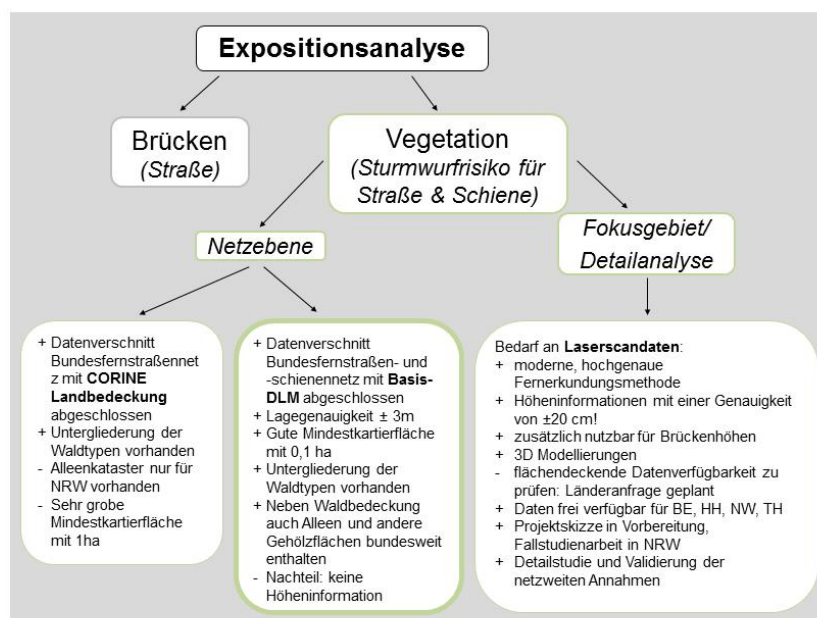 Expositionsanalyse
Brücken
(Straße)
Vegetation
(Sturmwurfrisiko für
Straße & Schiene)
Netzebene
Fokusgebiet/
Detailanalyse
+ Datenverschnitt
Bundesfernstraßennet
z mit CORINE
Landbedeckung
abgeschlossen
+ Untergliederung der
Waldtypen vorhanden
- Alleenkataster nur für
NRW vorhanden
- Sehr grobe
Mindestkartierfläche
mit 1ha
+ Datenverschnitt
Bundesfernstraßen- und
-schienennetz mit Basis-
DLM abgeschlossen
+ Lagegenauigkeit ± 3m
+ Gute Mindestkartierfläche
mit 0,1 ha
+ Untergliederung der
Waldtypen vorhanden
+ Neben Waldbedeckung
auch Alleen und andere
Gehölzflächen bundesweit
enthalten
- Nachteil: keine
Höheninformation
Bedarf an Laserscandaten:
+ moderne, hochgenaue
Fernerkundungsmethode
+ Höheninformationen mit einer Genauigkeit
von ±20 cm!
+ zusätzlich nutzbar für Brückenhöhen
+ 3D Modellierungen
- flächendeckende Datenverfügbarkeit zu
prüfen: Länderanfrage geplant
+ Daten frei verfügbar für BE, HH, NW, TH
+ Projektskizze in Vorbereitung,
Fallstudienarbeit in NRW
+ Detailstudie und Validierung der
netzweiten Annahmen